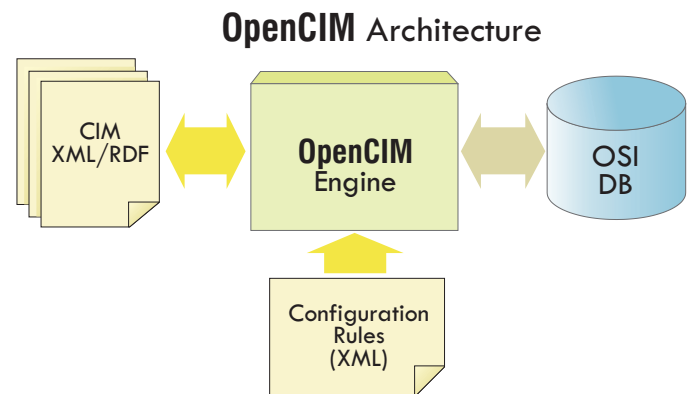 OpenCIM Architecture
CIM
XML/RDF
OpenCIM
Engine
OSI
DB
Configuration
Rules
(XML)